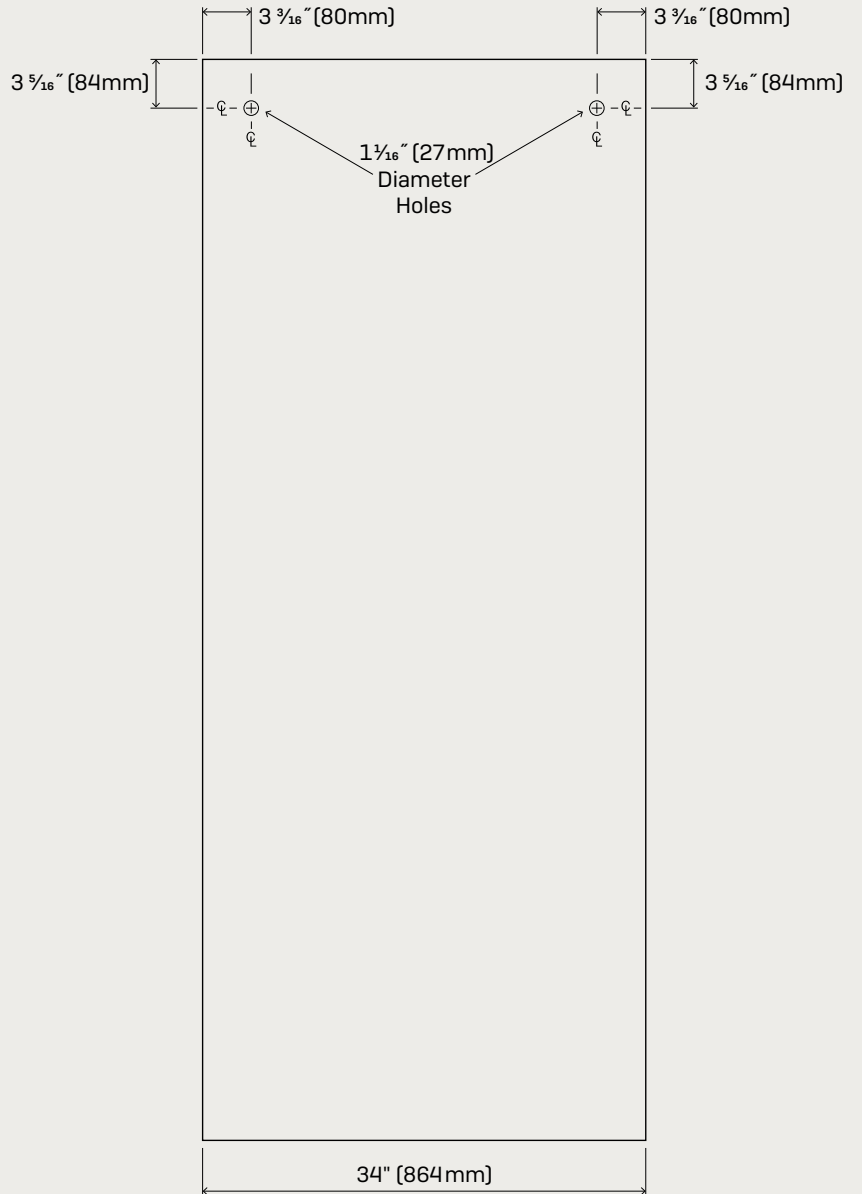 3 3⁄16˝ (80mm)
3 3⁄16˝ (80mm)
3 5⁄16˝ (84mm)
3 5⁄16˝ (84mm)
℄
℄
℄
℄
1 1⁄16˝ (27mm)
Diameter
Holes
34" (864mm)